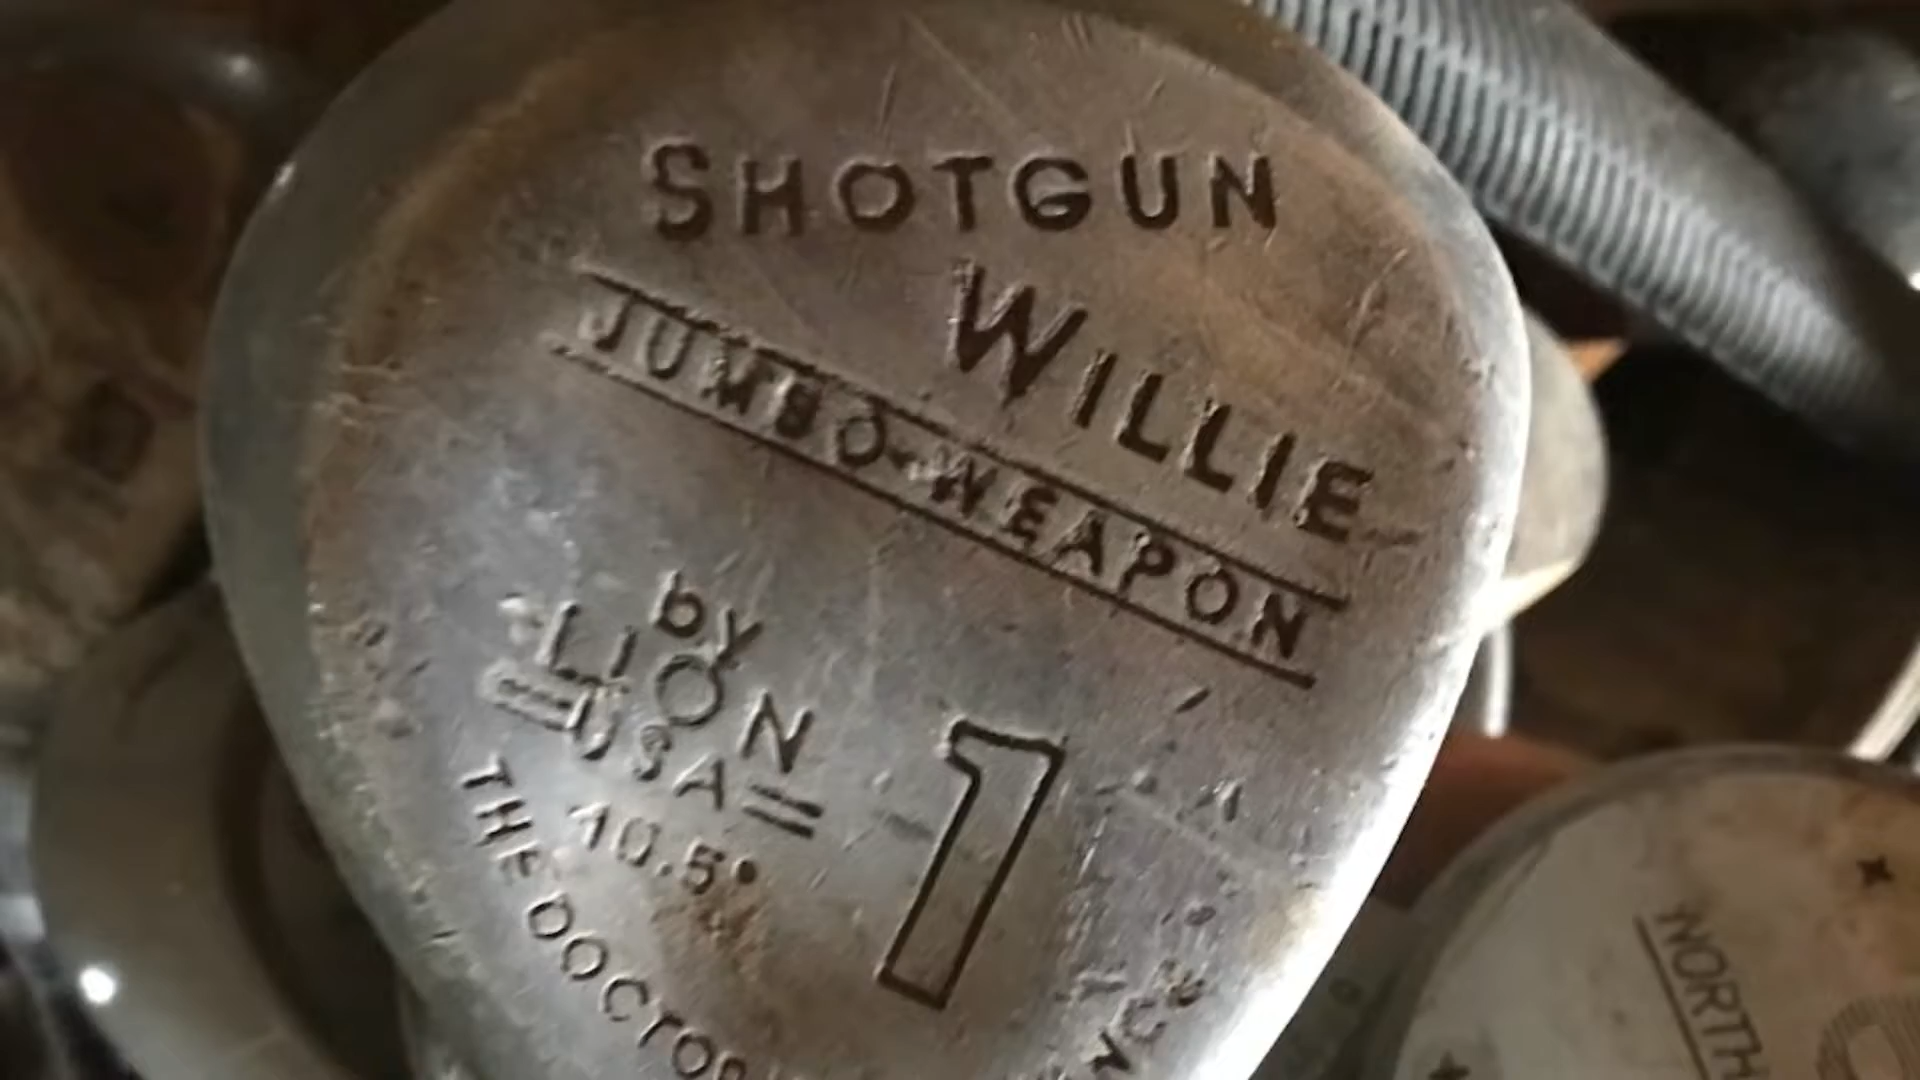 SHOTGUN
WILLIE
JUMBO-WEAPON
by
LION
=USA=
10.5°
1
THE DOCTOR
NORTH